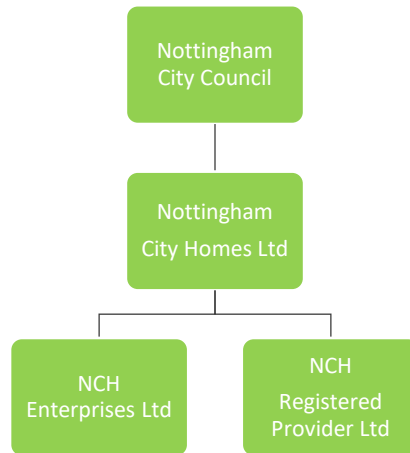 Nottingham
City Council
Nottingham
City Homes Ltd
NCH
Enterprises Ltd
NCH
Registered
Provider Ltd